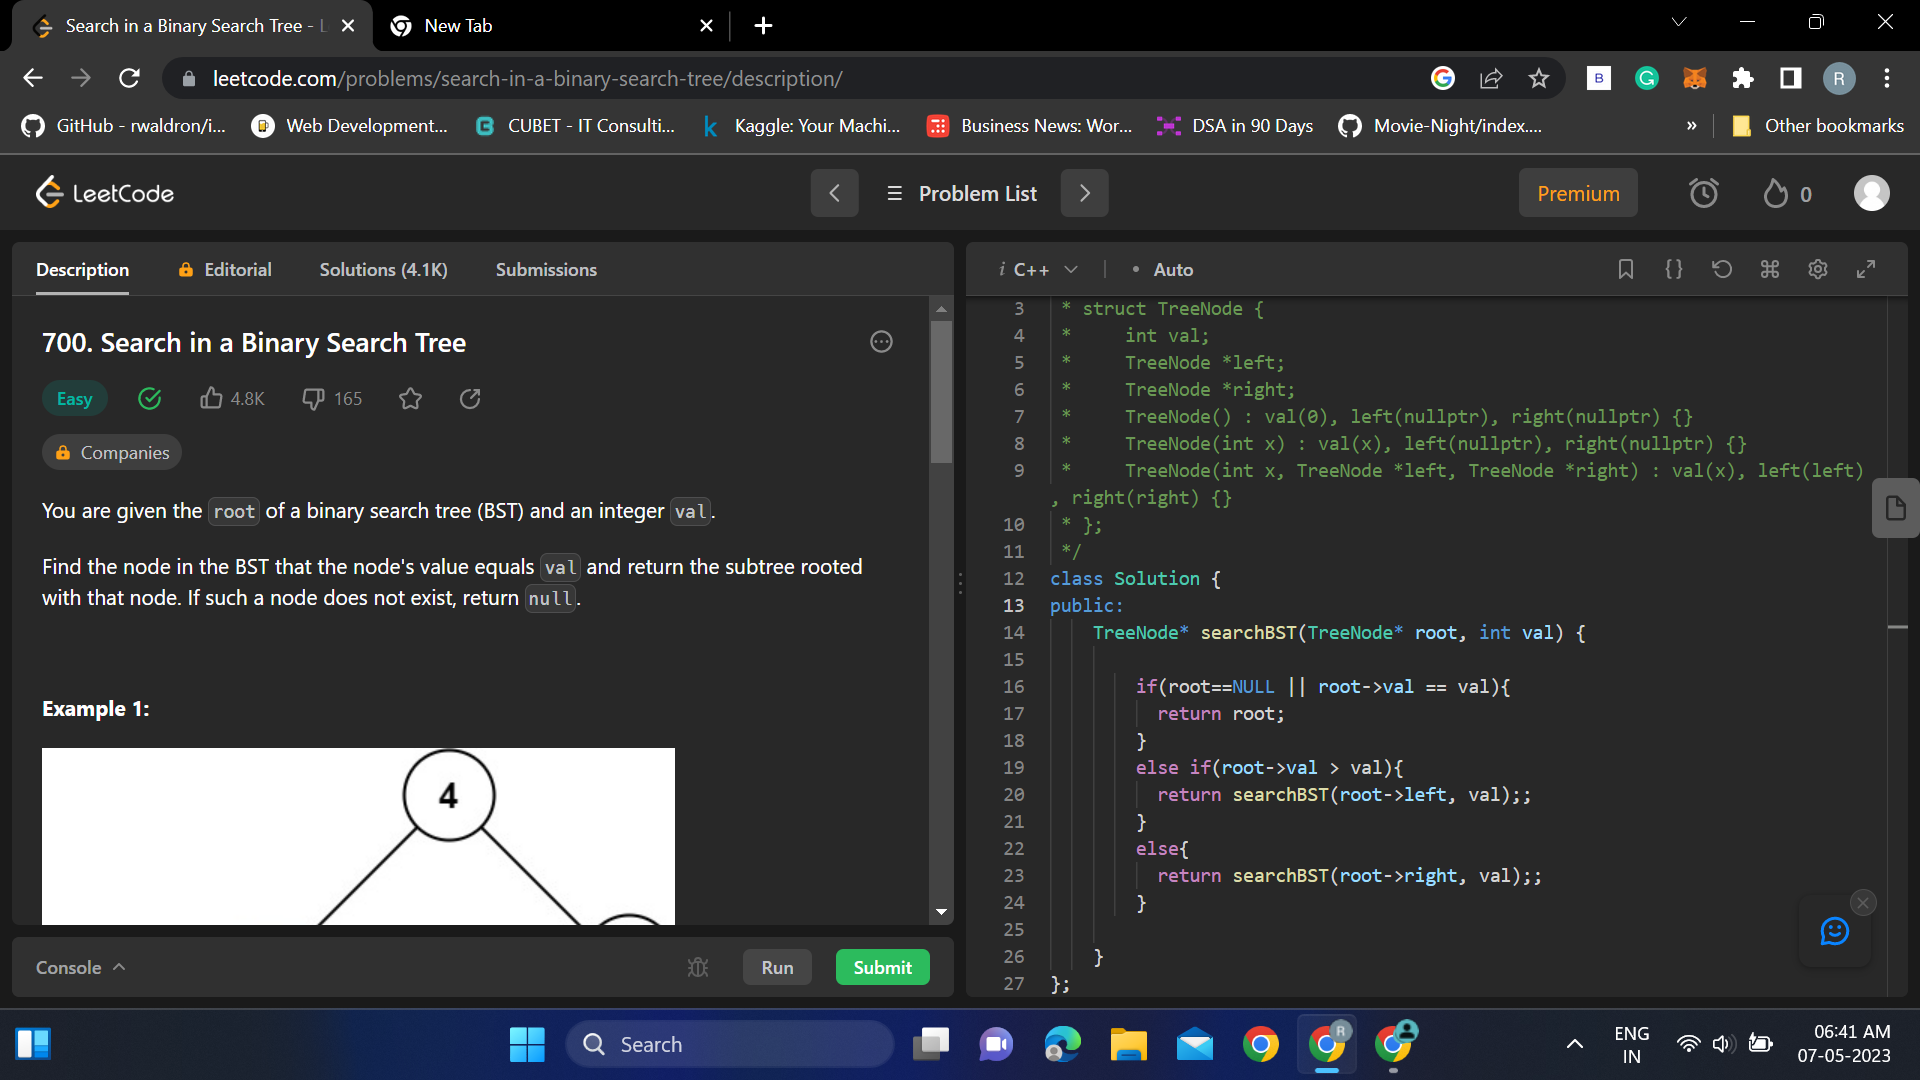 Search in a Binary Search Tree - L
New Tab
leetcode.com/problems/search-in-a-binary-search-tree/description/
R
GitHub - rwaldron/i...
Web Development...
CUBET - IT Consulti...
Kaggle: Your Machi...
Business News: Wor...
DSA in 90 Days
Movie-Night/index....
»
Other bookmarks
LeetCode
Problem List
Premium
0
Description
Editorial
Solutions (4.1K)
Submissions
i C++
• Auto
{}
700. Search in a Binary Search Tree
Easy
4.8K
165
Companies
You are given the root of a binary search tree (BST) and an integer val.
Find the node in the BST that the node's value equals val and return the subtree rooted
with that node. If such a node does not exist, return null.
Example 1:
4
Console
Run
Submit
3 * struct TreeNode {
4 *     int val;
5 *     TreeNode *left;
6 *     TreeNode *right;
7 *     TreeNode() : val(0), left(nullptr), right(nullptr) {}
8 *     TreeNode(int x) : val(x), left(nullptr), right(nullptr) {}
9 *     TreeNode(int x, TreeNode *left, TreeNode *right) : val(x), left(left)
, right(right) {}
10 * };
11 */
12 class Solution {
13 public:
14     TreeNode* searchBST(TreeNode* root, int val) {
15
16         if(root==NULL || root->val == val){
17           return root;
18         }
19         else if(root->val > val){
20           return searchBST(root->left, val);;
21         }
22         else{
23           return searchBST(root->right, val);;
24         }
25
26     }
27 };
Search
R
ENG
IN
06:41 AM
07-05-2023